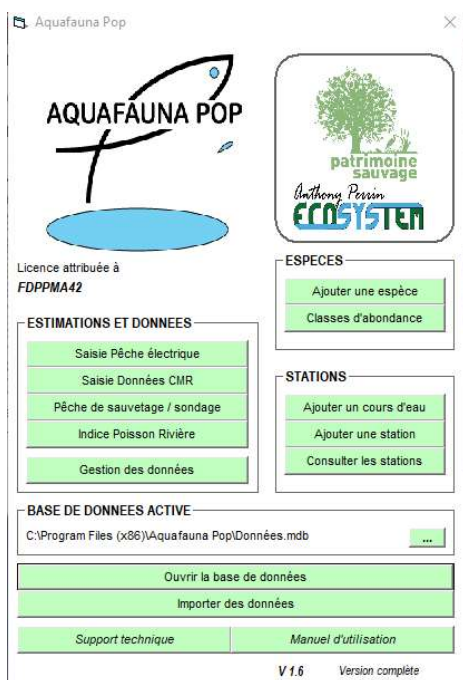 Aquafauna Pop
AQUAFAUNA POP
patrimoine
sauvage
Anthony Perrin
ECOSYSTEM
Licence attribuée à
FDPPMA42
ESPECES
Ajouter une espèce
Classes d'abondance
ESTIMATIONS ET DONNEES
Saisie Pêche électrique
Saisie Données CMR
Pêche de sauvetage / sondage
Indice Poisson Rivière
Gestion des données
STATIONS
Ajouter un cours d'eau
Ajouter une station
Consulter les stations
BASE DE DONNEES ACTIVE
C:\Program Files (x86)\Aquafauna Pop\Données.mdb
...
Ouvrir la base de données
Importer des données
Support technique
Manuel d'utilisation
V 1.6 Version complète